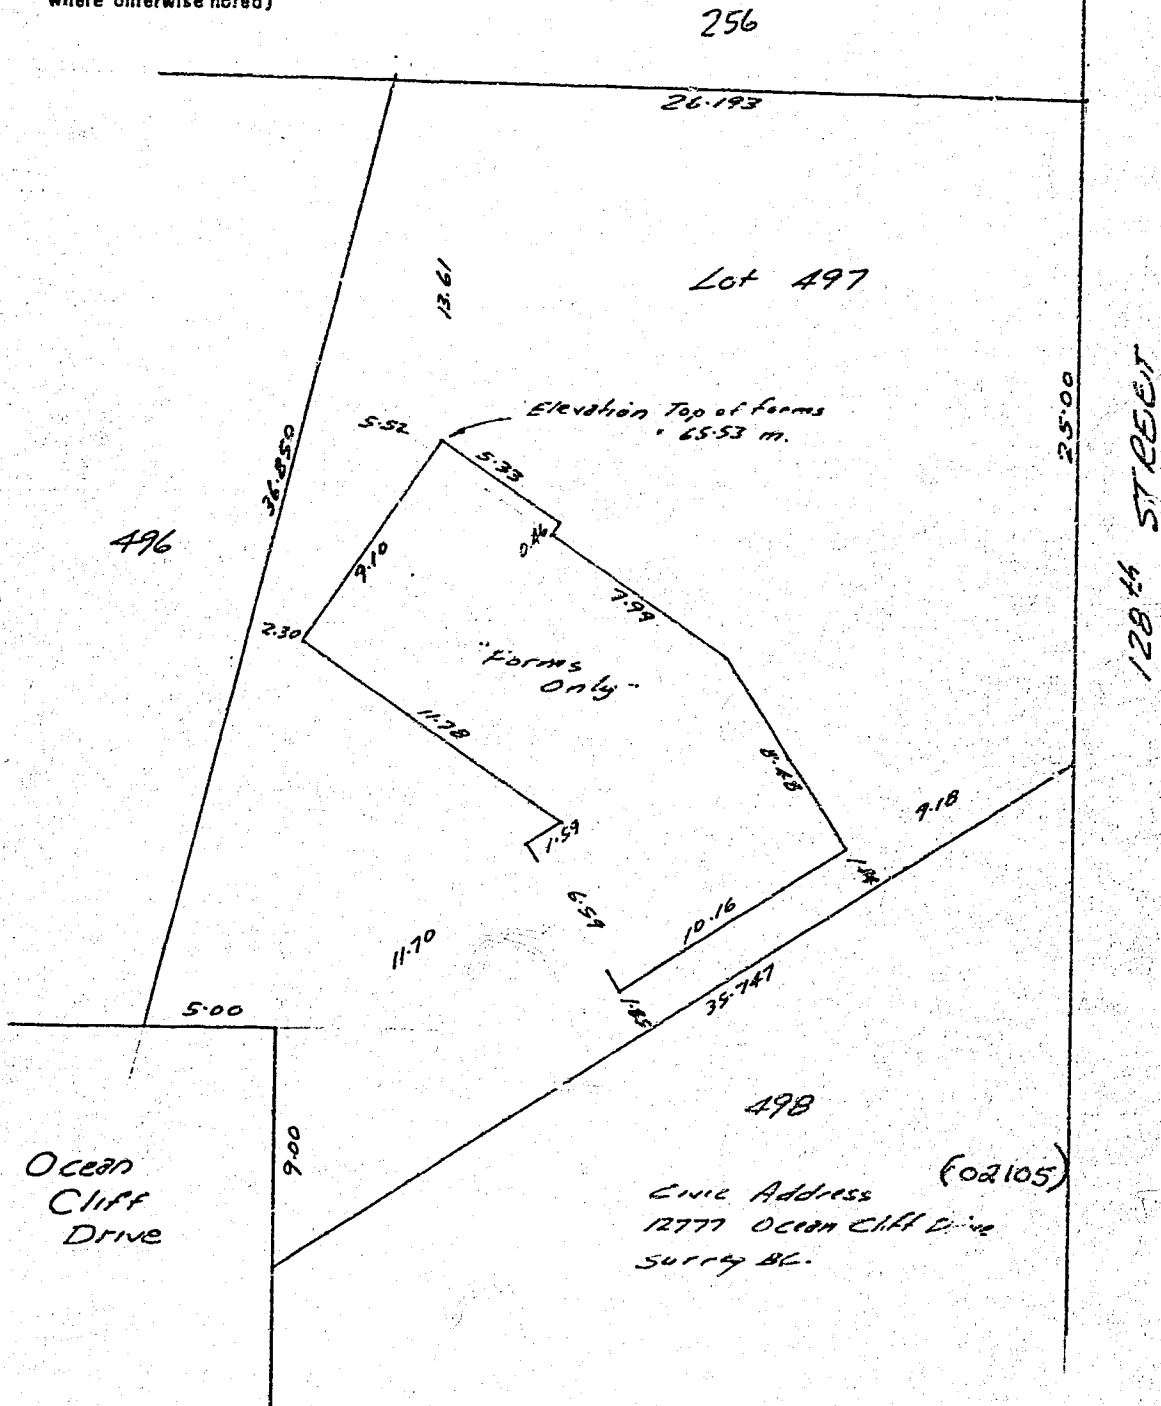 where otherwise noted)
256
26.193
Lot 497
13.61
36.850
25.00
128th STREET
5.52
Elevation Top of forms
65.53 m.
5.33
0.46
496
9.10
7.99
2.30
"Forms
Only"
11.78
8.48
1.59
9.18
6.59
10.16
11.70
35.747
1.85
5.00
9.00
498
Ocean
Cliff
Drive
(02105)
Civic Address
12777 Ocean Cliff Drive
Surrey BC.